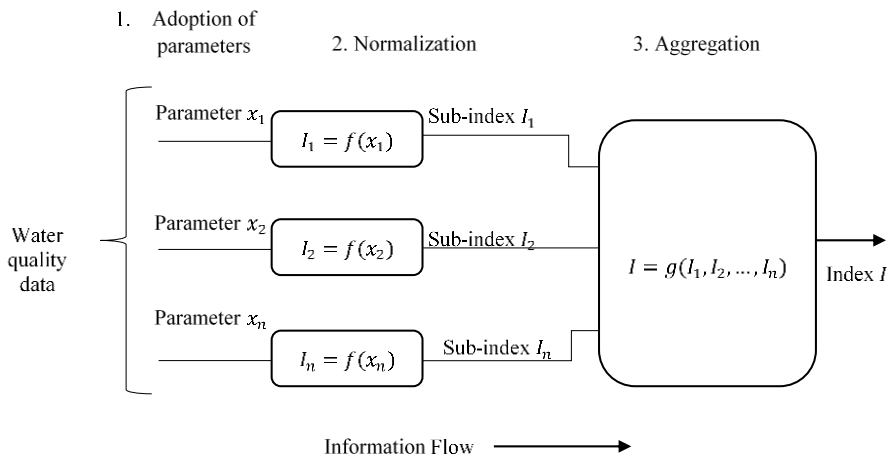 1. Adoption of
parameters
2. Normalization
3. Aggregation
Parameter x₁
I₁ = f(x₁)
Sub-index I₁
Parameter x₂
I₂ = f(x₂)
Sub-index I₂
Water
quality
data
I = g(I₁, I₂, …, Iₙ)
Index I
Parameter xₙ
Iₙ = f(xₙ)
Sub-index Iₙ
Information Flow